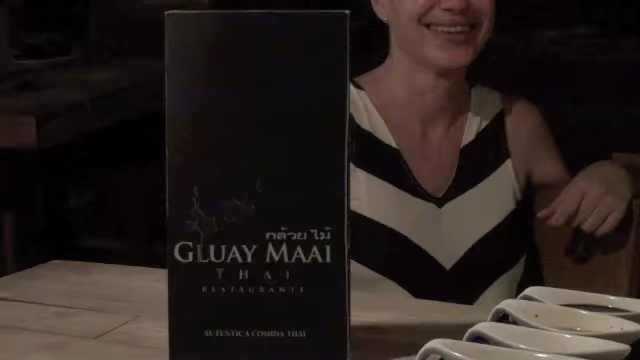 กล้วยไม้
GLUAY MAAI
THAI
RESTAURANTE
AUTENTICA COMIDA THAI